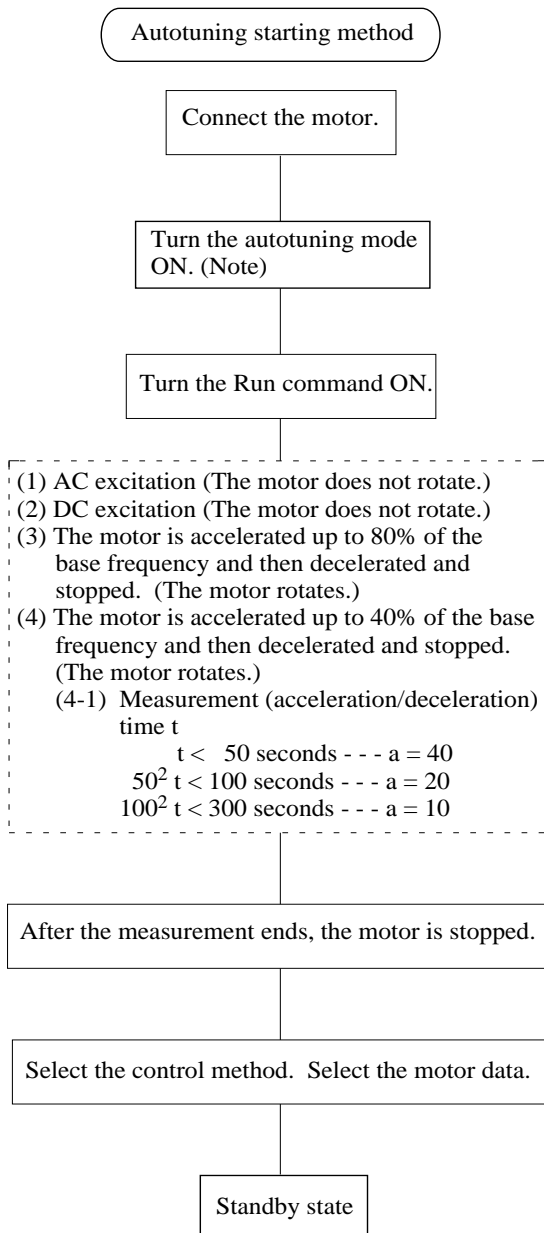 Autotuning starting method
Connect the motor.
Turn the autotuning mode
ON. (Note)
Turn the Run command ON.
(1) AC excitation (The motor does not rotate.)
(2) DC excitation (The motor does not rotate.)
(3) The motor is accelerated up to 80% of the
base frequency and then decelerated and
stopped. (The motor rotates.)
(4) The motor is accelerated up to 40% of the base
frequency and then decelerated and stopped.
(The motor rotates.)
(4-1) Measurement (acceleration/deceleration)
time t
t < 50 seconds - - - a = 40
50² t < 100 seconds - - - a = 20
100² t < 300 seconds - - - a = 10
After the measurement ends, the motor is stopped.
Select the control method. Select the motor data.
Standby state